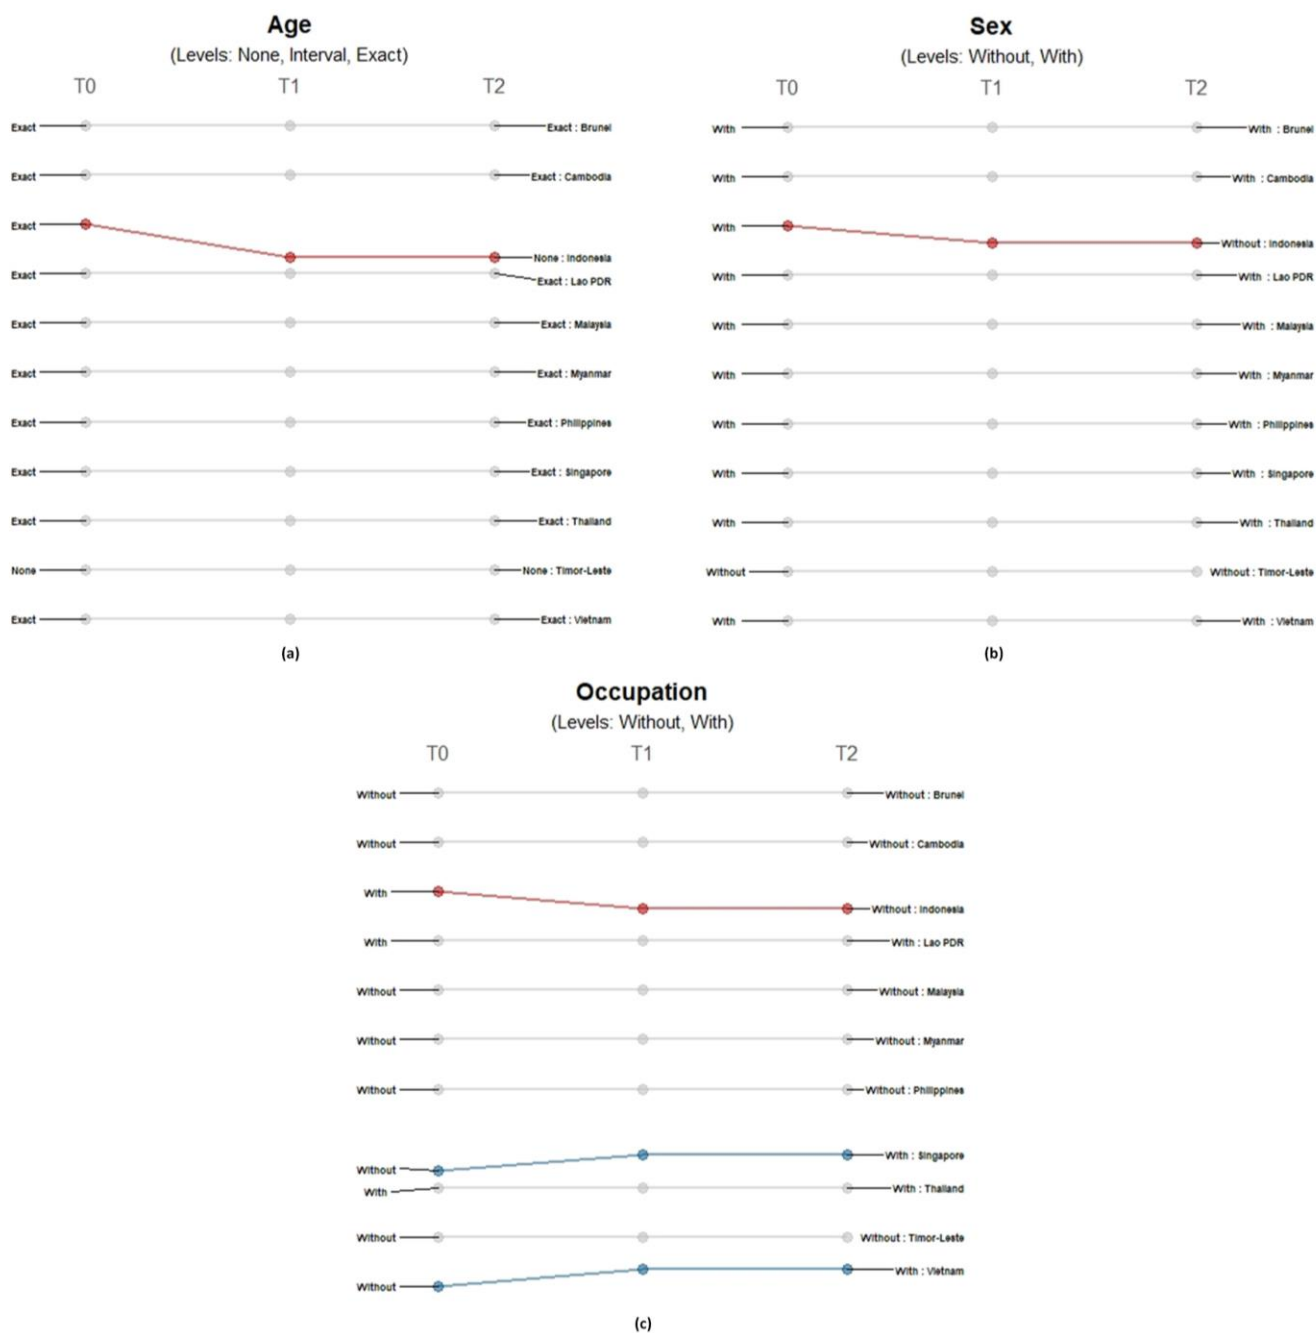 Age
(Levels: None, Interval, Exact)
T0 T1 T2
Exact Exact : Brunei
Exact Exact : Cambodia
Exact
None : Indonesia
Exact
Exact : Lao PDR
Exact Exact : Malaysia
Exact Exact : Myanmar
Exact Exact : Philippines
Exact Exact : Singapore
Exact Exact : Thailand
None None : Timor-Leste
Exact Exact : Vietnam
(a)
Sex
(Levels: Without, With)
T0 T1 T2
With With : Brunei
With With : Cambodia
With
Without : Indonesia
With With : Lao PDR
With With : Malaysia
With With : Myanmar
With With : Philippines
With With : Singapore
With With : Thailand
Without Without : Timor-Leste
With With : Vietnam
(b)
Occupation
(Levels: Without, With)
T0 T1 T2
Without Without : Brunei
Without Without : Cambodia
With
Without : Indonesia
With With : Lao PDR
Without Without : Malaysia
Without Without : Myanmar
Without Without : Philippines
With : Singapore
Without
With With : Thailand
Without Without : Timor-Leste
With : Vietnam
Without
(c)